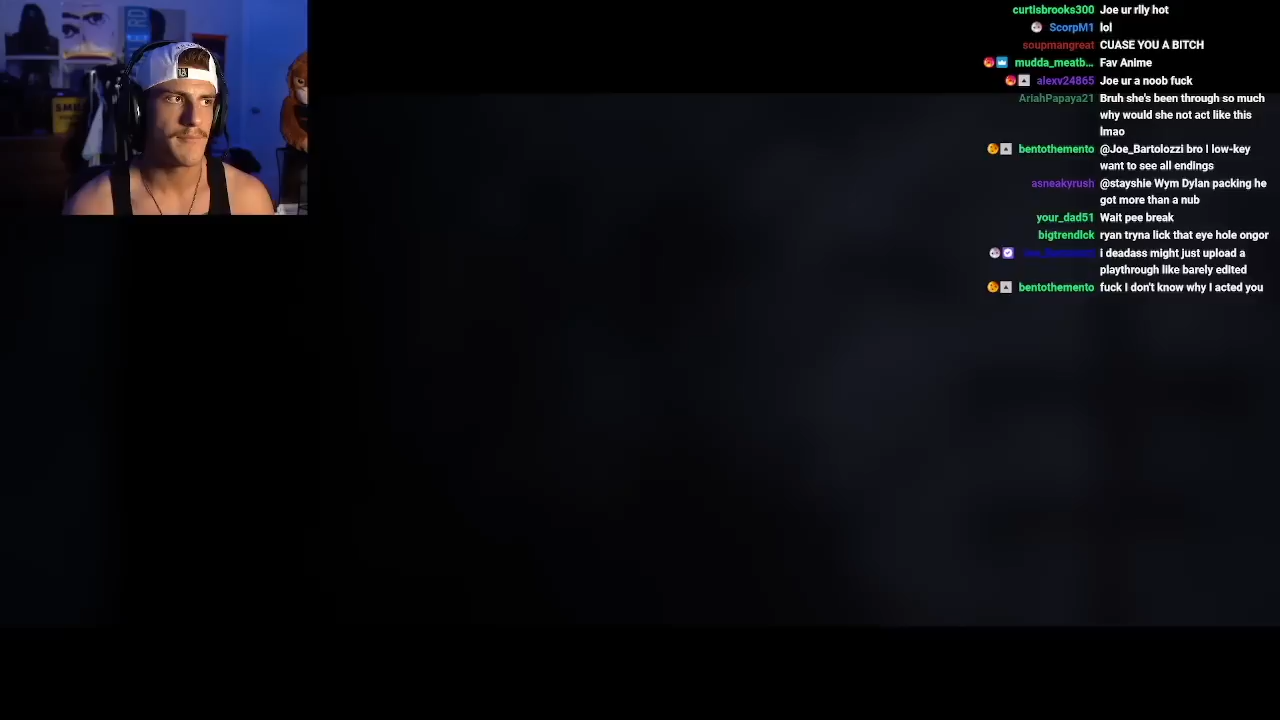 curtisbrooks300 Joe ur rlly hot
ScorpM1 lol
soupmangreat CUASE YOU A BITCH
mudda_meatb... Fav Anime
alexv24865 Joe ur a noob fuck
AriahPapaya21 Bruh she's been through so much
why would she not act like this
lmao
bentothemento @Joe_Bartolozzi bro I low-key
want to see all endings
asneakyrush @stayshie Wym Dylan packing he
got more than a nub
your_dad51 Wait pee break
bigtrendlck ryan tryna lick that eye hole ongor
i deadass might just upload a
playthrough like barely edited
bentothemento fuck I don't know why I acted you